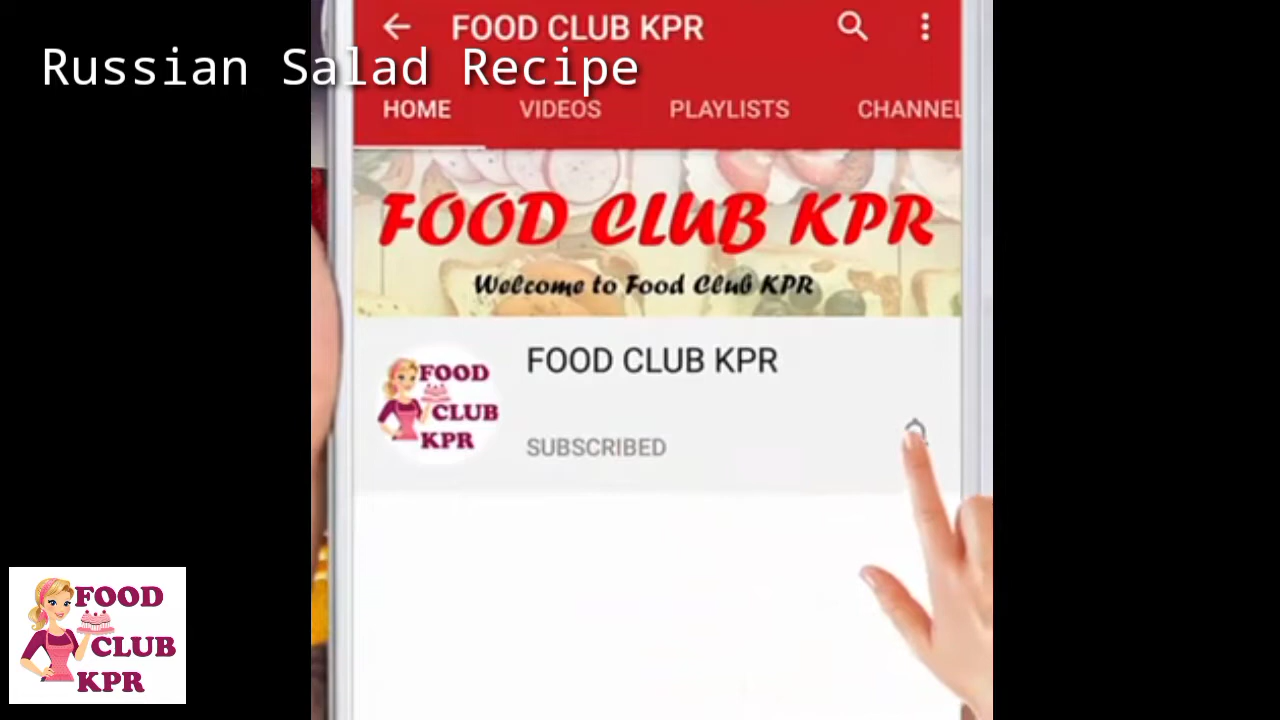 FOOD CLUB KPR
Russian Salad Recipe
HOME VIDEOS PLAYLISTS CHANNEL
FOOD CLUB KPR
Welcome to Food Club KPR
FOOD CLUB KPR
FOOD
CLUB
KPR
SUBSCRIBED
FOOD
CLUB
KPR